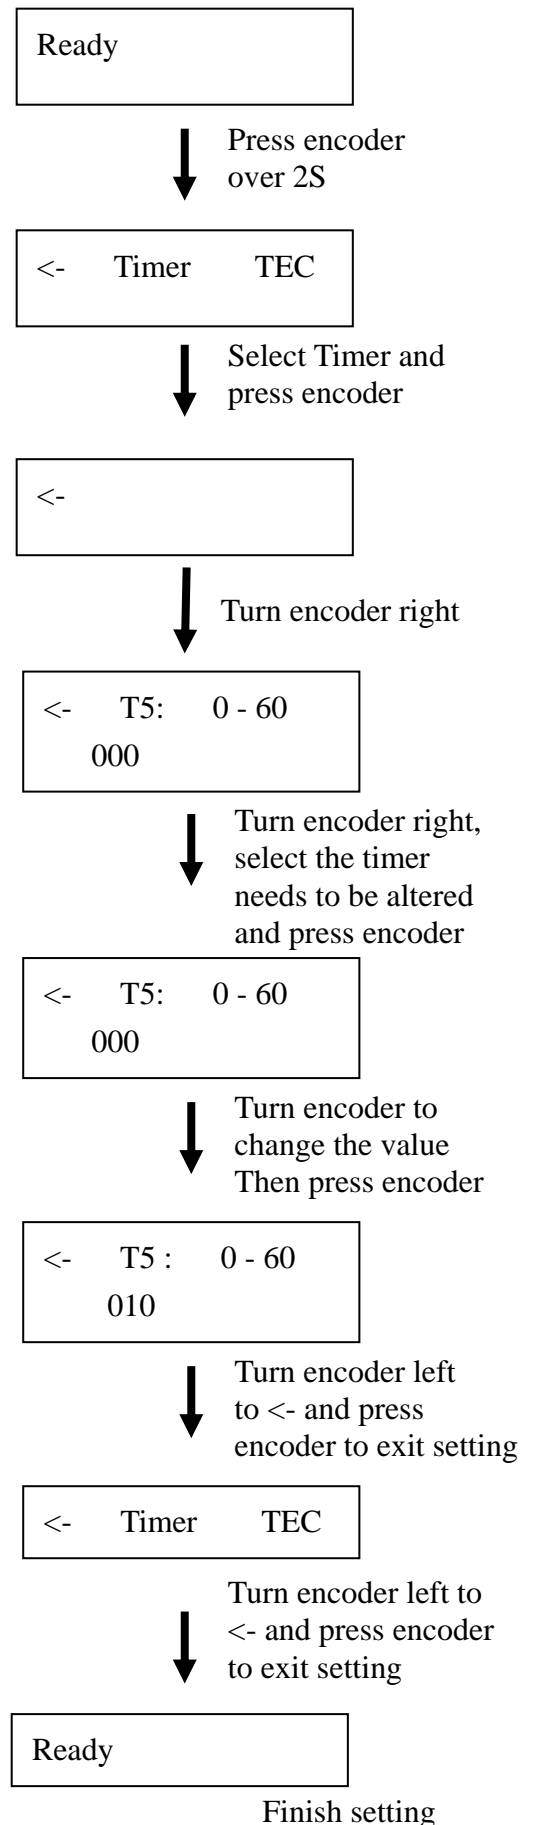 Ready
Press encoder
over 2S
<- Timer TEC
Select Timer and
press encoder
<-
Turn encoder right
<- T5: 0 - 60
000
Turn encoder right,
select the timer
needs to be altered
and press encoder
<- T5: 0 - 60
000
Turn encoder to
change the value
Then press encoder
<- T5 : 0 - 60
010
Turn encoder left
to <- and press
encoder to exit setting
<- Timer TEC
Turn encoder left to
<- and press encoder
to exit setting
Ready
Finish setting